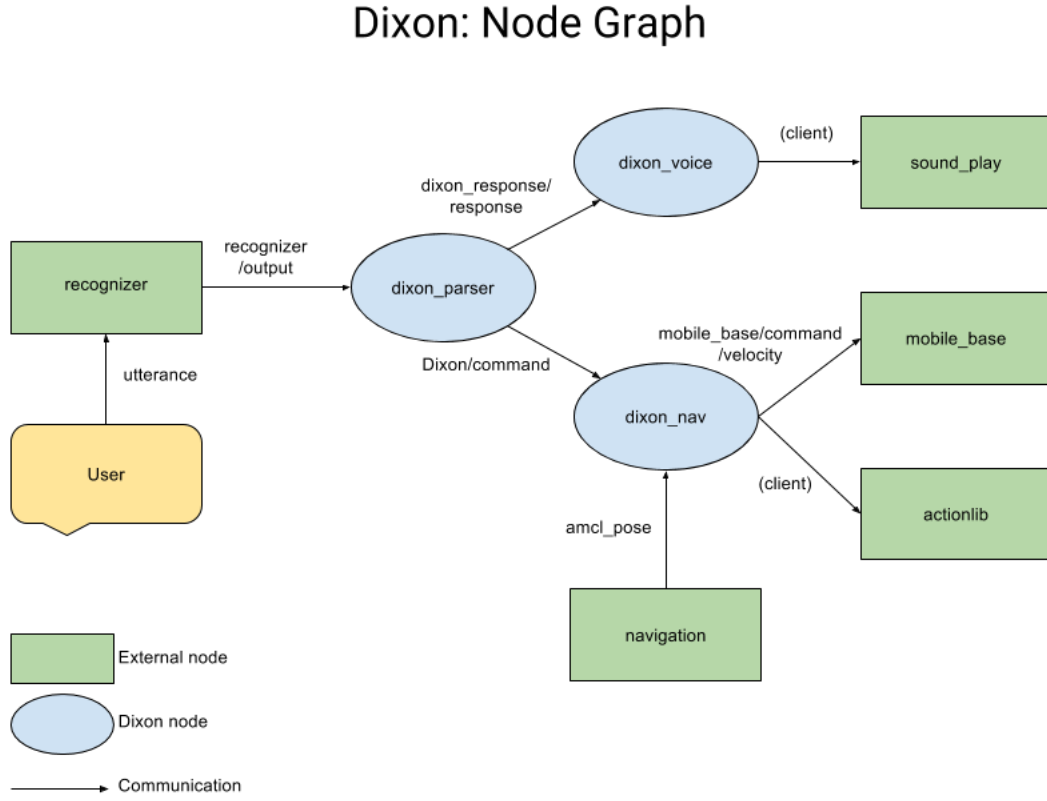 Dixon: Node Graph
dixon_voice
(client)
sound_play
dixon_response/
response
recognizer
recognizer
/output
dixon_parser
mobile_base/command
/velocity
mobile_base
Dixon/command
utterance
dixon_nav
User
(client)
actionlib
amcl_pose
navigation
External node
Dixon node
Communication